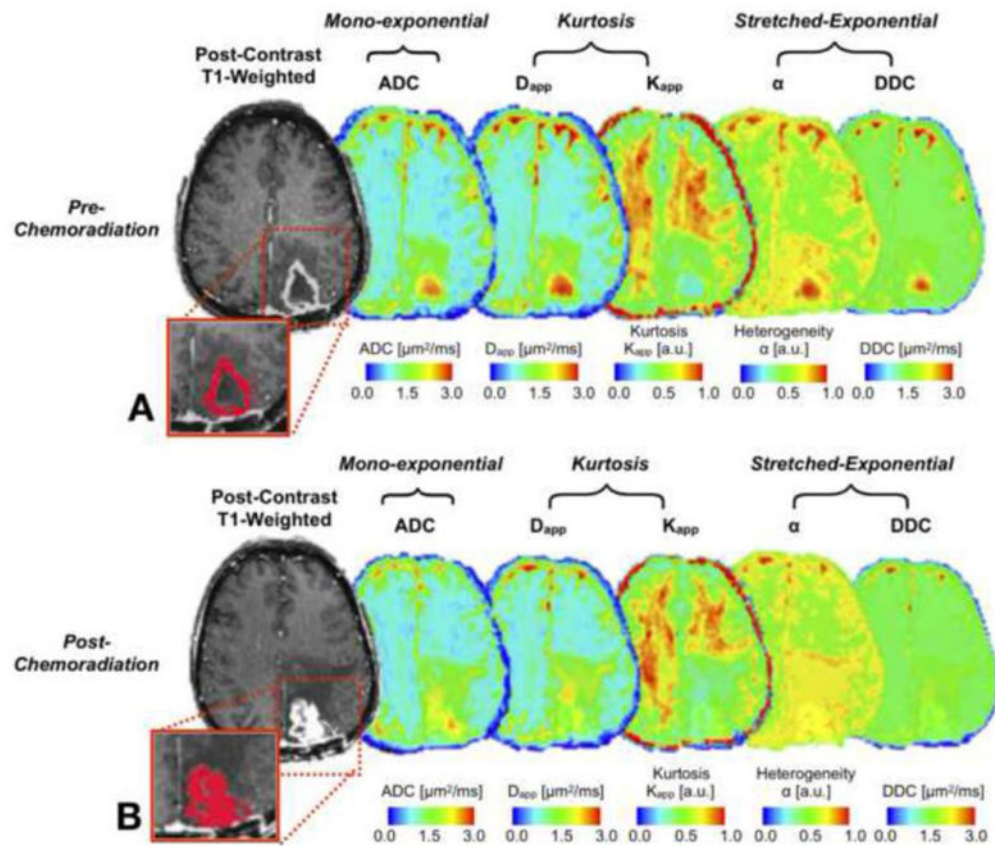 Mono-exponential Kurtosis Stretched-Exponential
Post-Contrast
T1-Weighted
ADC Dapp Kapp α DDC
Pre-
Chemoradiation
ADC [µm²/ms] Dapp [µm²/ms] Kurtosis
Kapp [a.u.] Heterogeneity
α [a.u.] DDC [µm²/ms]
0.0 1.5 3.0 0.0 1.5 3.0 0.0 0.5 1.0 0.0 0.5 1.0 0.0 1.5 3.0
A
Mono-exponential Kurtosis Stretched-Exponential
Post-Contrast
T1-Weighted
ADC Dapp Kapp α DDC
Post-
Chemoradiation
ADC [µm²/ms] Dapp [µm²/ms] Kurtosis
Kapp [a.u.] Heterogeneity
α [a.u.] DDC [µm²/ms]
0.0 1.5 3.0 0.0 1.5 3.0 0.0 0.5 1.0 0.0 0.5 1.0 0.0 1.5 3.0
B